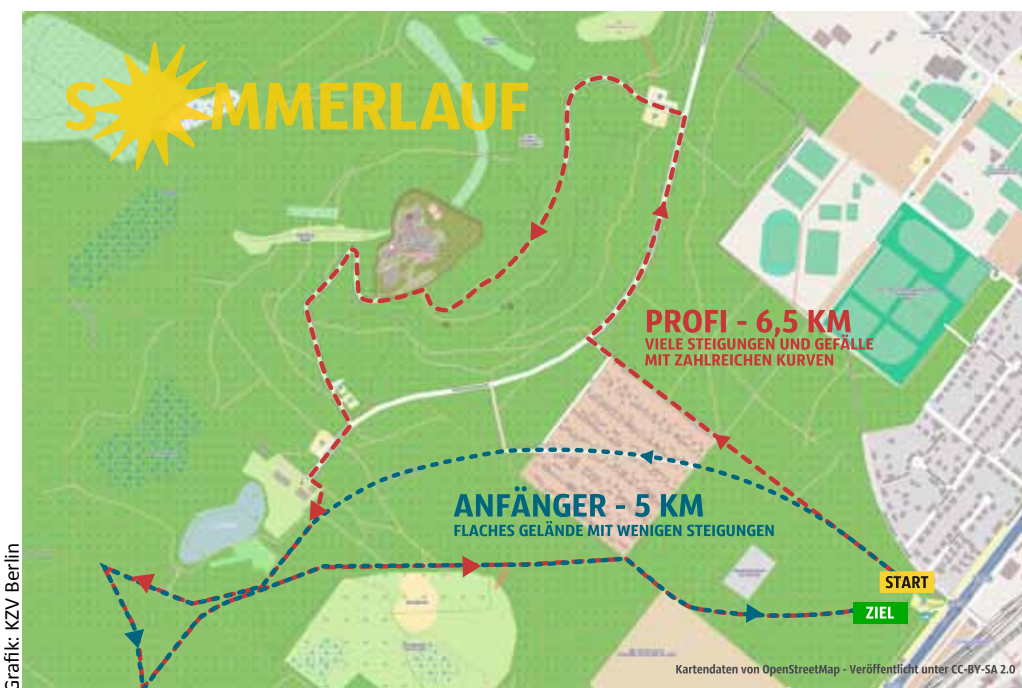 S MMERLAUF
PROFI - 6,5 KM
VIELE STEIGUNGEN UND GEFÄLLE
MIT ZAHLREICHEN KURVEN
ANFÄNGER - 5 KM
FLACHES GELÄNDE MIT WENIGEN STEIGUNGEN
START
ZIEL
Grafik: KZV Berlin
Kartendaten von OpenStreetMap - Veröffentlicht unter CC-BY-SA 2.0